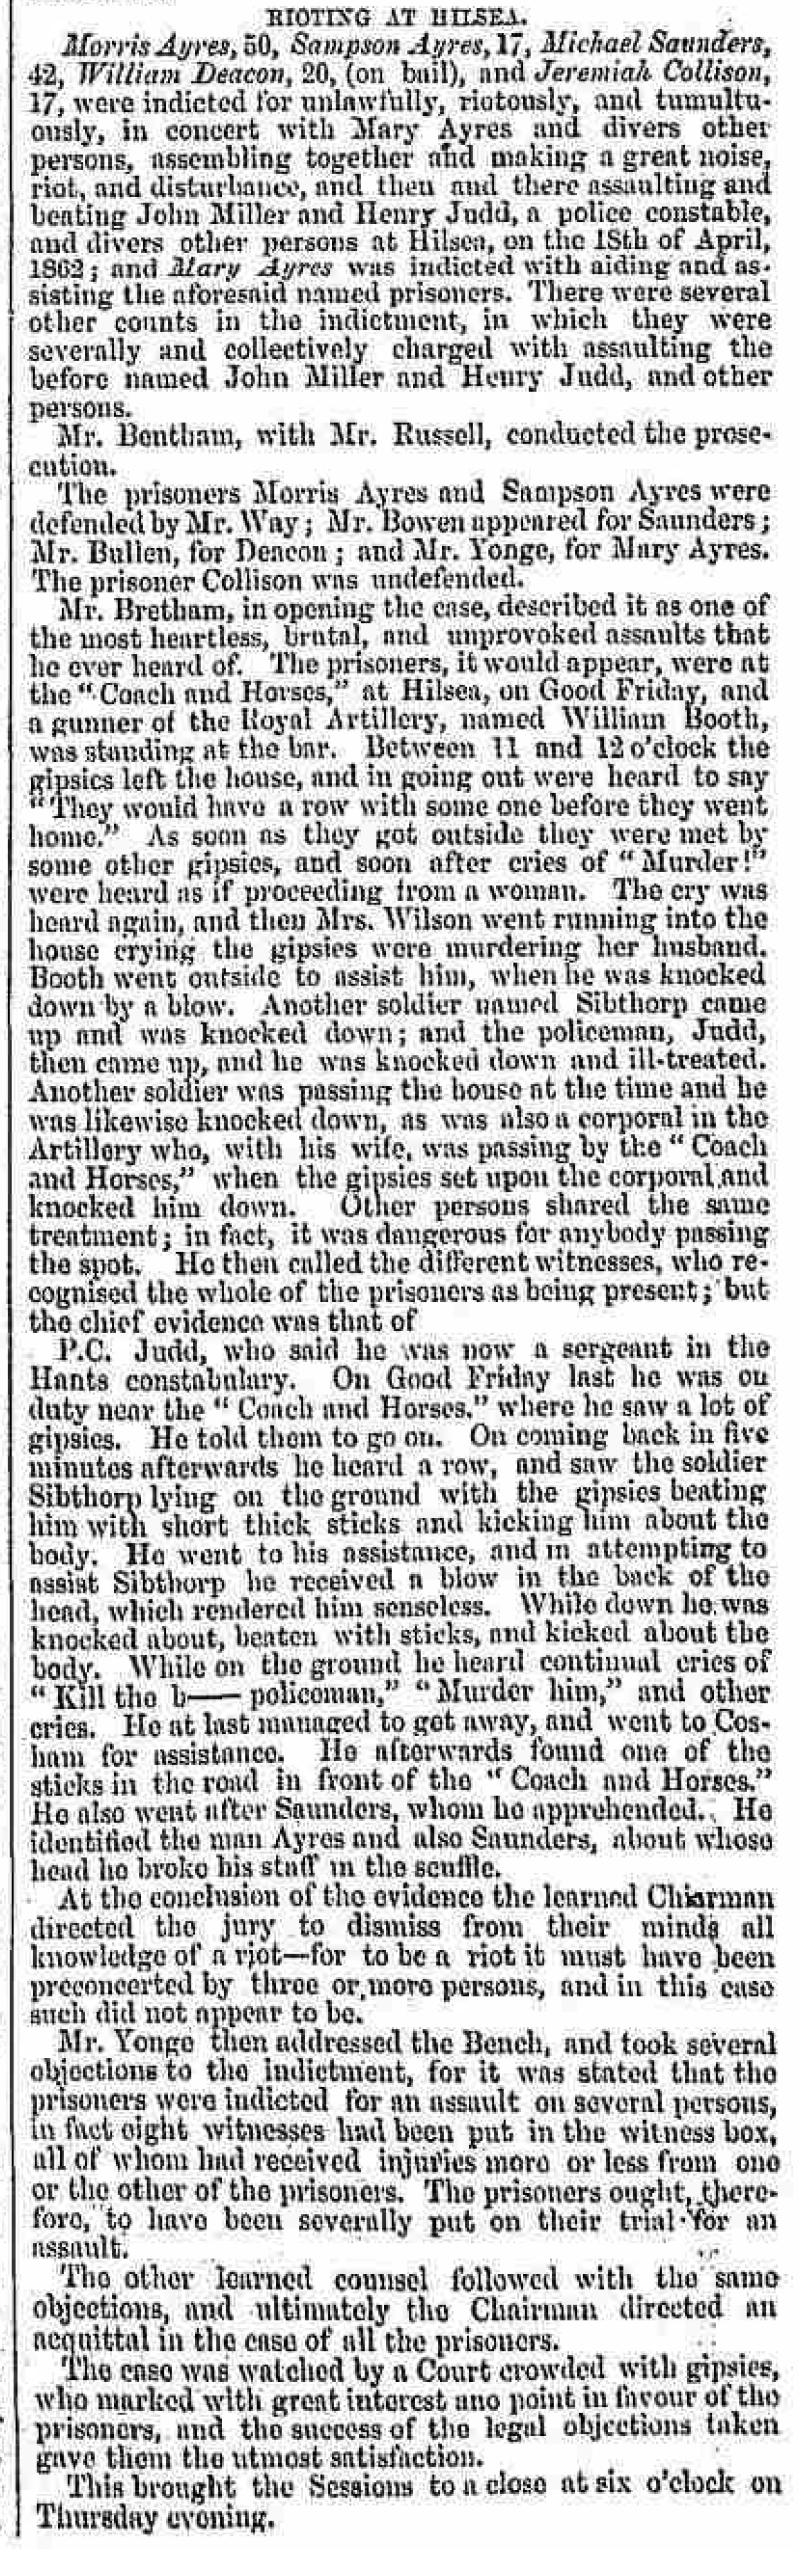 RIOTING AT HILSEA.
Morris Ayres, 50, Sampson Ayres, 17, Michael Saunders,
42, William Deacon, 20, (on bail), and Jeremiah Collison,
17, were indicted for unlawfully, riotously, and tumultu-
ously, in concert with Mary Ayres and divers other
persons, assembling together and making a great noise,
riot, and disturbance, and then and there assaulting and
beating John Miller and Henry Judd, a police constable,
and divers other persons at Hilsea, on the 18th of April,
1862; and Mary Ayres was indicted with aiding and as-
sisting the aforesaid named prisoners. There were several
other counts in the indictment, in which they were
severally and collectively charged with assaulting the
before named John Miller and Henry Judd, and other
persons.
Mr. Bentham, with Mr. Russell, conducted the prose-
cution.
The prisoners Morris Ayres and Sampson Ayres were
defended by Mr. Way; Mr. Bowen appeared for Saunders;
Mr. Bullen, for Deacon; and Mr. Yonge, for Mary Ayres.
The prisoner Collison was undefended.
Mr. Bretham, in opening the case, described it as one of
the most heartless, brutal, and unprovoked assaults that
he ever heard of. The prisoners, it would appear, were at
the "Coach and Horses," at Hilsea, on Good Friday, and
a gunner of the Royal Artillery, named William Booth,
was standing at the bar. Between 11 and 12 o'clock the
gipsies left the house, and in going out were heard to say
"They would have a row with some one before they went
home." As soon as they got outside they were met by
some other gipsies, and soon after cries of "Murder!"
were heard as if proceeding from a woman. The cry was
heard again, and then Mrs. Wilson went running into the
house crying the gipsies were murdering her husband.
Booth went outside to assist him, when he was knocked
down by a blow. Another soldier named Sibthorp came
up and was knocked down; and the policeman, Judd,
then came up, and he was knocked down and ill-treated.
Another soldier was passing the house at the time and he
was likewise knocked down, as was also a corporal in the
Artillery who, with his wife, was passing by the "Coach
and Horses," when the gipsies set upon the corporal and
knocked him down. Other persons shared the same
treatment; in fact, it was dangerous for anybody passing
the spot. He then called the different witnesses, who re-
cognised the whole of the prisoners as being present; but
the chief evidence was that of
P.C. Judd, who said he was now a sergeant in the
Hants constabulary. On Good Friday last he was on
duty near the "Coach and Horses," where he saw a lot of
gipsies. He told them to go on. On coming back in five
minutes afterwards he heard a row, and saw the soldier
Sibthorp lying on the ground with the gipsies beating
him with short thick sticks and kicking him about the
body. He went to his assistance, and in attempting to
assist Sibthorp he received a blow in the back of the
head, which rendered him senseless. While down he was
knocked about, beaten with sticks, and kicked about the
body. While on the ground he heard continual cries of
"Kill the b—— policeman," "Murder him," and other
cries. He at last managed to get away, and went to Cos-
ham for assistance. He afterwards found one of the
sticks in the road in front of the "Coach and Horses."
He also went after Saunders, whom he apprehended. He
identified the man Ayres and also Saunders, about whose
head he broke his staff in the scuffle.
At the conclusion of the evidence the learned Chiarman
directed the jury to dismiss from their minds all
knowledge of a riot—for to be a riot it must have been
preconcerted by three or more persons, and in this case
such did not appear to be.
Mr. Yonge then addressed the Bench, and took several
objections to the indictment, for it was stated that the
prisoners were indicted for an assault on several persons,
in fact eight witnesses had been put in the witness box,
all of whom had received injuries more or less from one
or the other of the prisoners. The prisoners ought, there-
fore, to have been severally put on their trial for an
assault.
The other learned counsel followed with the same
objections, and ultimately the Chairman directed an
acquittal in the case of all the prisoners.
The case was watched by a Court crowded with gipsies,
who marked with great interest ano point in favour of the
prisoners, and the success of the legal objections taken
gave them the utmost satisfaction.
This brought the Sessions to a close at six o'clock on
Thursday evening.